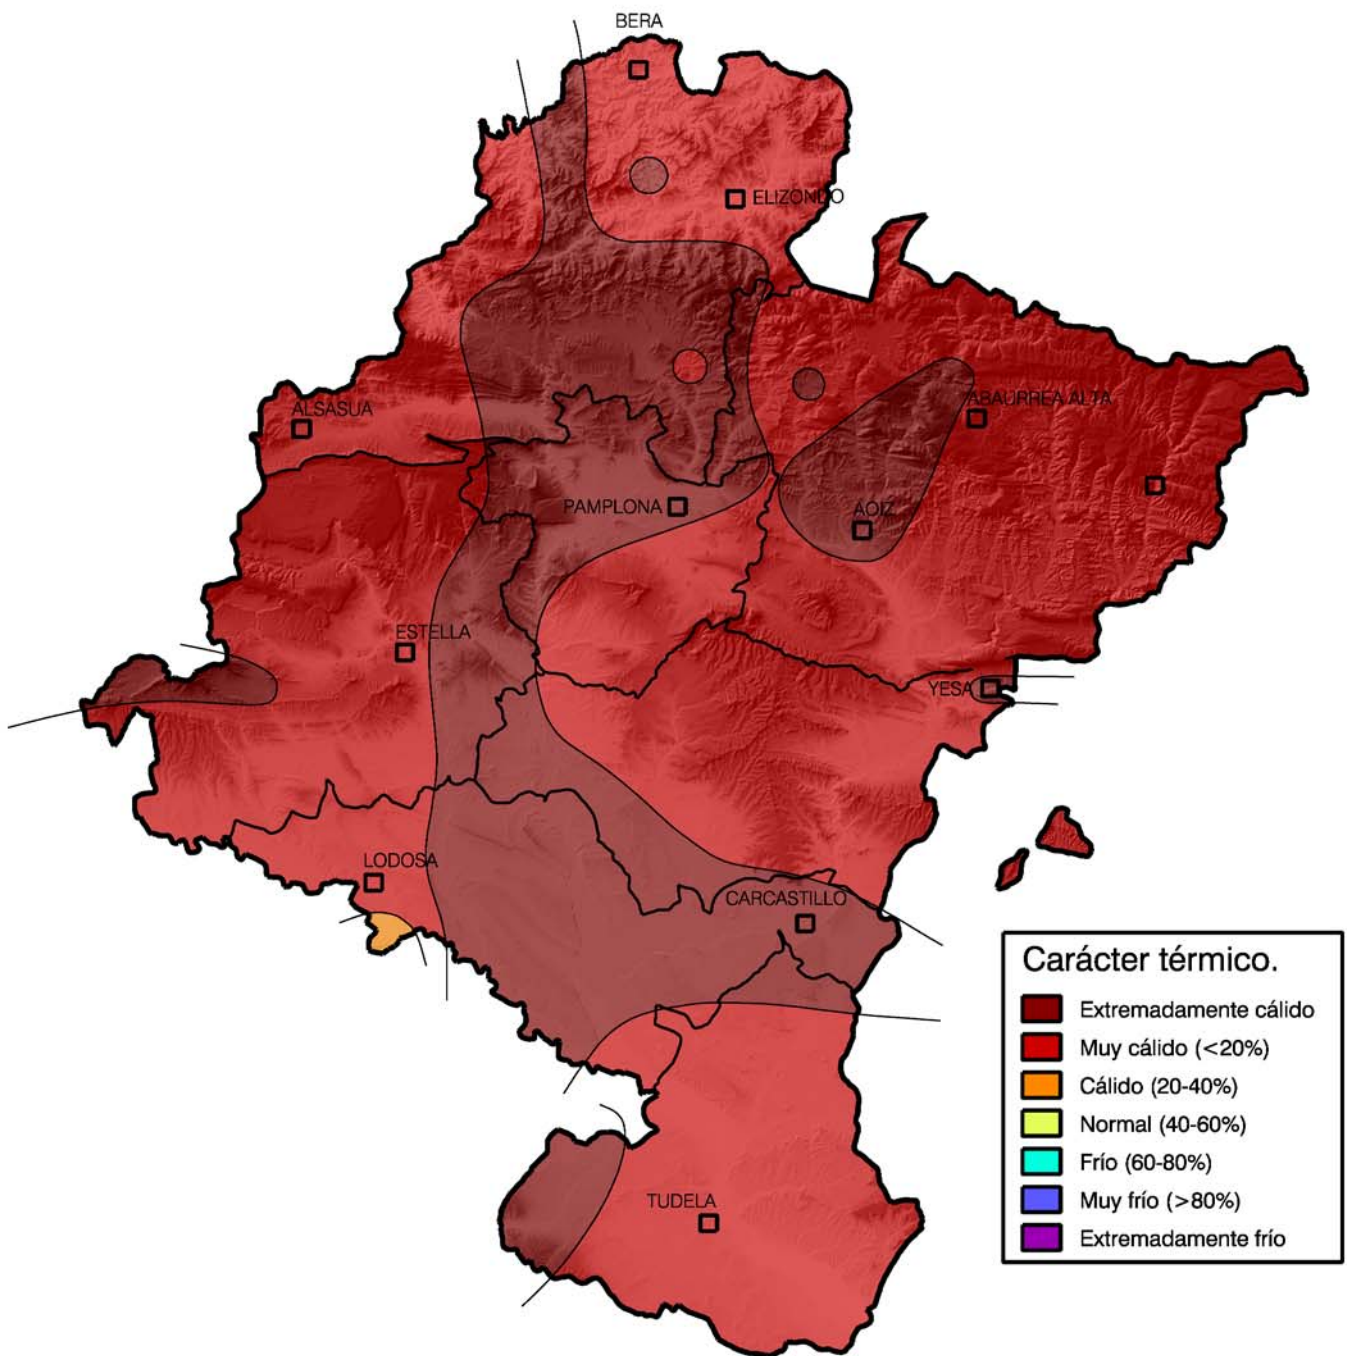 BERA
ELIZONDO
ALSASUA
ABAURREA ALTA
PAMPLONA
AOIZ
ESTELLA
YESA
LODOSA
CARCASTILLO
TUDELA
Carácter térmico.
Extremadamente cálido
Muy cálido (<20%)
Cálido (20-40%)
Normal (40-60%)
Frío (60-80%)
Muy frío (>80%)
Extremadamente frío